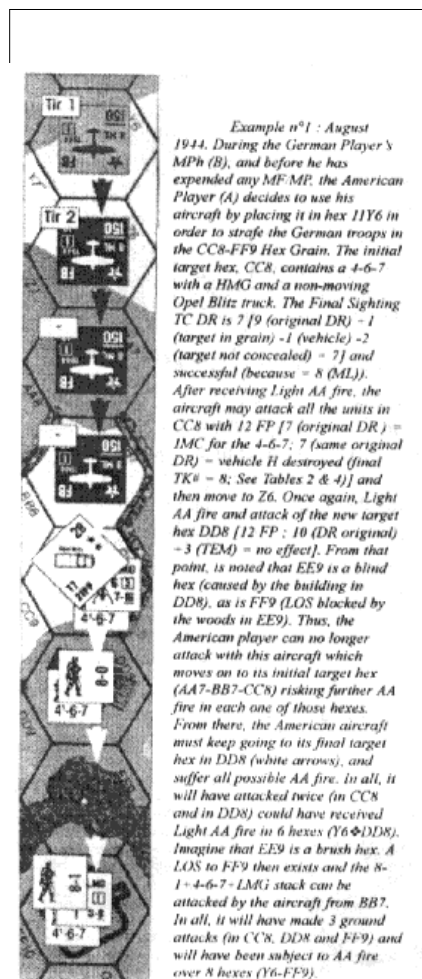 Tir 1
150
FB
Tir 2
150
FB
150
FB
150
FB
BB8
CC8
4'-6-7
8-0
4'-6-7
8-1
4'-6-7
Example n°1 : August
1944. During the German Player's
MPh (B), and before he has
expended any MF/MP, the American
Player (A) decides to use his
aircraft by placing it in hex 11Y6 in
order to strafe the German troops in
the CC8-FF9 Hex Grain. The initial
target hex, CC8, contains a 4-6-7
with a HMG and a non-moving
Opel Blitz truck. The Final Sighting
TC DR is 7 [9 (original DR) - 1
(target in grain) -1 (vehicle) -2
(target not concealed) = 7] and
successful (because = 8 (ML)).
After receiving Light AA fire, the
aircraft may attack all the units in
CC8 with 12 FP [7 (original DR ) =
1MC for the 4-6-7; 7 (same original
DR) = vehicle H destroyed (final
TK# = 8; See Tables 2 & 4)] and
then move to Z6. Once again, Light
AA fire and attack of the new target
hex DD8 [12 FP ; 10 (DR original)
+3 (TEM) = no effect]. From that
point, is noted that EE9 is a blind
hex (caused by the building in
DD8), as is FF9 (LOS blocked by
the woods in EE9). Thus, the
American player can no longer
attack with this aircraft which
moves on to its initial target hex
(AA7-BB7-CC8) risking further AA
fire in each one of those hexes.
From there, the American aircraft
must keep going to its final target
hex in DD8 (white arrows), and
suffer all possible AA fire. In all, it
will have attacked twice (in CC8
and in DD8) could have received
Light AA fire in 6 hexes (Y6❖DD8).
Imagine that EE9 is a brush hex. A
LOS to FF9 then exists and the 8-
1+4-6-7+LMG stack can be
attacked by the aircraft from BB7.
In all, it will have made 3 ground
attacks (in CC8, DD8 and FF9) and
will have been subject to AA fire
over 8 hexes (Y6-FF9).